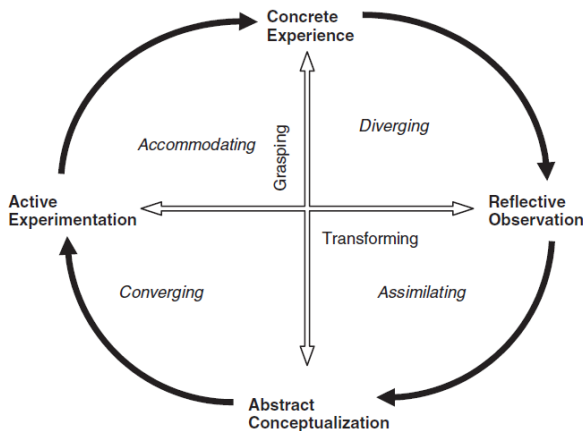 Concrete
Experience
Accommodating
Grasping
Diverging
Active
Experimentation
Reflective
Observation
Transforming
Converging
Assimilating
Abstract
Conceptualization